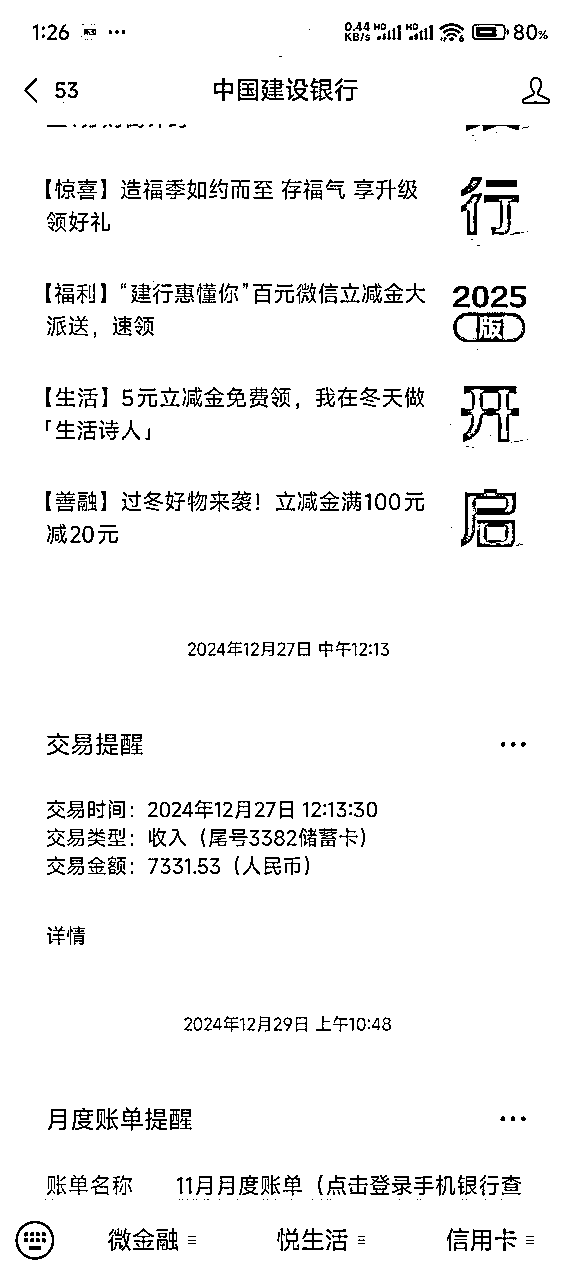 1:26 ...
0.44 KB/s HD HD 80%
53 中国建设银行
【惊喜】造福季如约而至 存福气 享升级
领好礼
行
【福利】“建行惠懂你”百元微信立减金大
派送，速领
2025
版
【生活】5元立减金免费领，我在冬天做
「生活诗人」
开
【善融】过冬好物来袭！立减金满100元
减20元
启
2024年12月27日 中午12:13
交易提醒 ...
交易时间：2024年12月27日 12:13:30
交易类型：收入（尾号3382储蓄卡）
交易金额：7331.53（人民币）
详情
2024年12月29日 上午10:48
月度账单提醒 ...
账单名称 11月月度账单（点击登录手机银行查
微金融 悦生活 信用卡